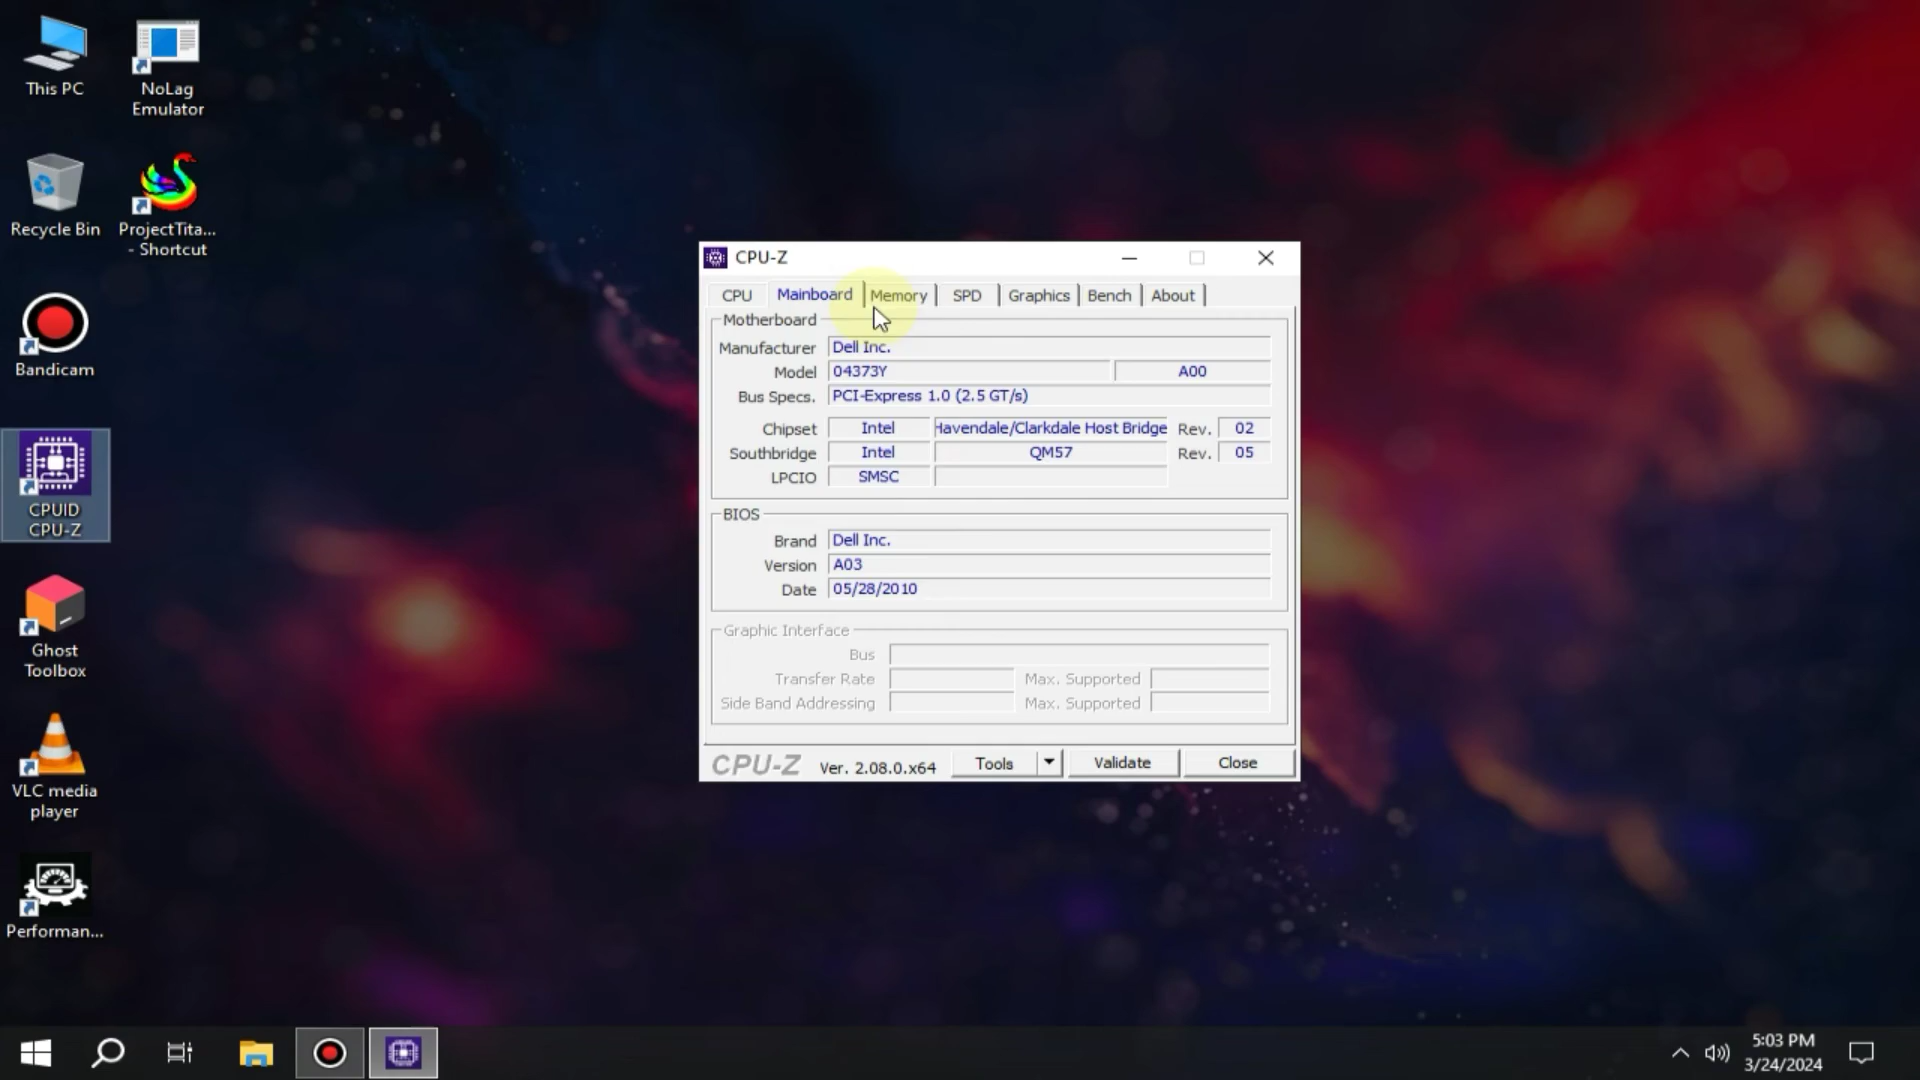 This PC
NoLag
Emulator
Recycle Bin
ProjectTita...
- Shortcut
Bandicam
CPUID
CPU-Z
Ghost
Toolbox
VLC media
player
Performan...
CPU-Z
CPU Mainboard Memory SPD Graphics Bench About
Motherboard
Manufacturer Dell Inc.
Model 04373Y A00
Bus Specs. PCI-Express 1.0 (2.5 GT/s)
Chipset Intel Havendale/Clarkdale Host Bridge Rev. 02
Southbridge Intel QM57 Rev. 05
LPCIO SMSC
BIOS
Brand Dell Inc.
Version A03
Date 05/28/2010
Graphic Interface
Bus
Transfer Rate Max. Supported
Side Band Addressing Max. Supported
CPU-Z Ver. 2.08.0.x64 Tools Validate Close
5:03 PM
3/24/2024